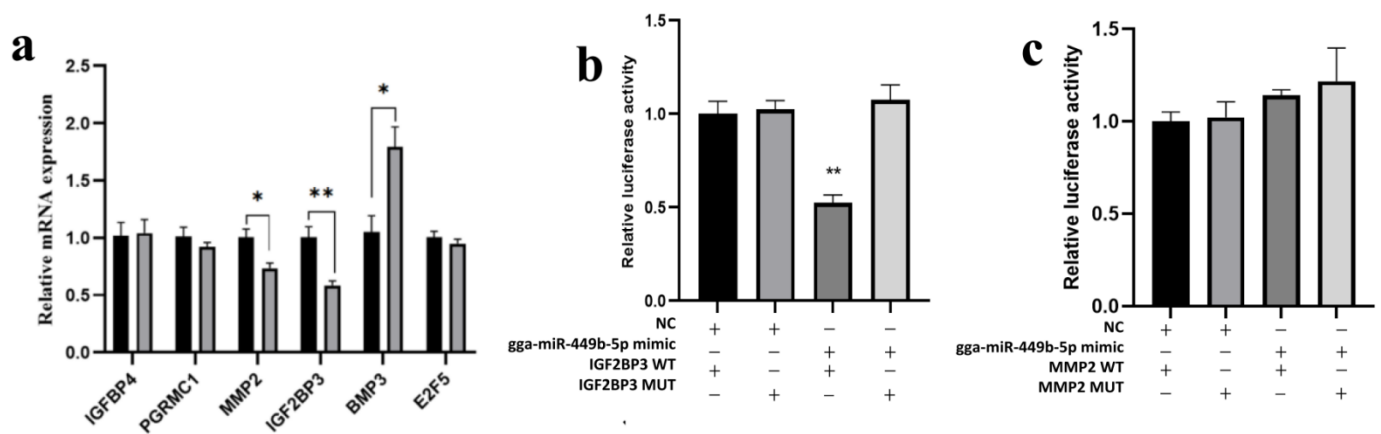 a
Relative mRNA expression
2.5
2.0
1.5
1.0
0.5
0.0
*
**
*
IGFBP4
PGRMC1
MMP2
IGF2BP3
BMP3
E2F5
b
Relative luciferase activity
1.5
1.0
0.5
0.0
**
NC + + − −
gga-miR-449b-5p mimic − − + +
IGF2BP3 WT + − + −
IGF2BP3 MUT − + − +
c
Relative luciferase activity
1.5
1.0
0.5
0.0
NC + + − −
gga-miR-449b-5p mimic − − + +
MMP2 WT + − + −
MMP2 MUT − + − +